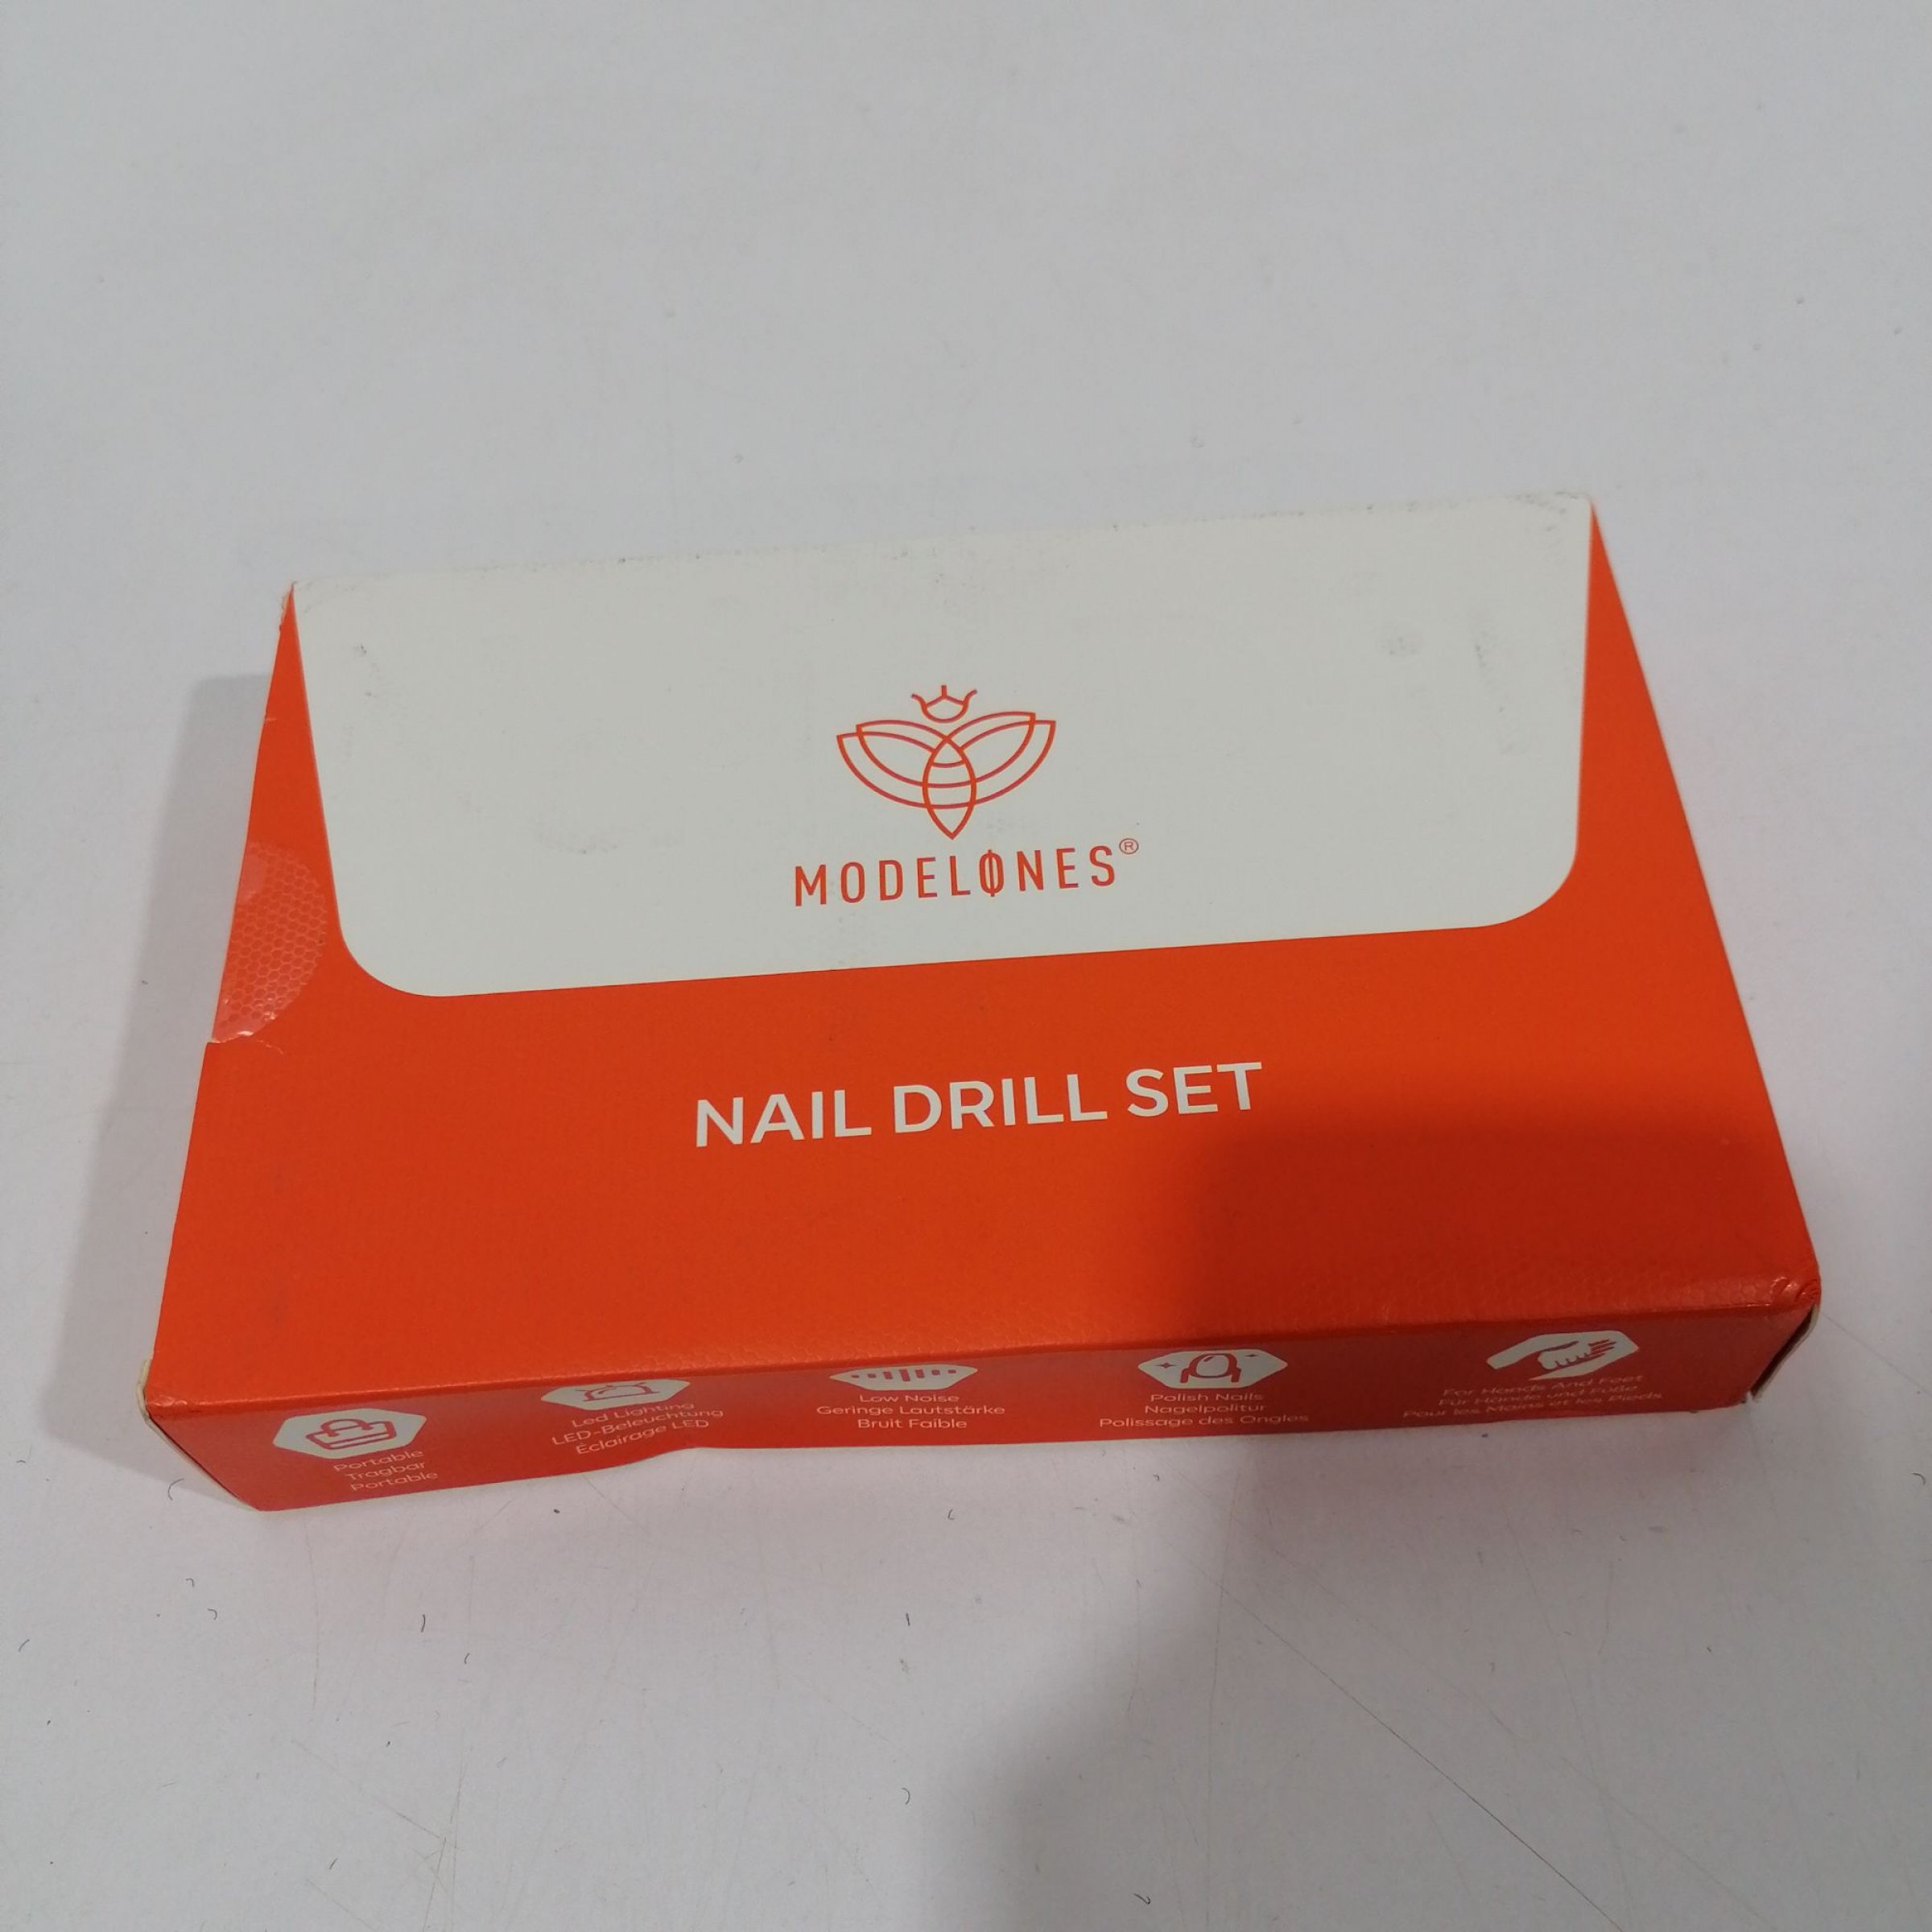 MODELONES®
NAIL DRILL SET
Portable
Tragbar
Portable
Led Lighting
LED-Beleuchtung
Éclairage LED
Low Noise
Geringe Lautstärke
Bruit Faible
Polish Nails
Nagelpolitur
Polissage des Ongles
For Hands And Feet
Für Hände und Füße
Pour les Mains et les Pieds